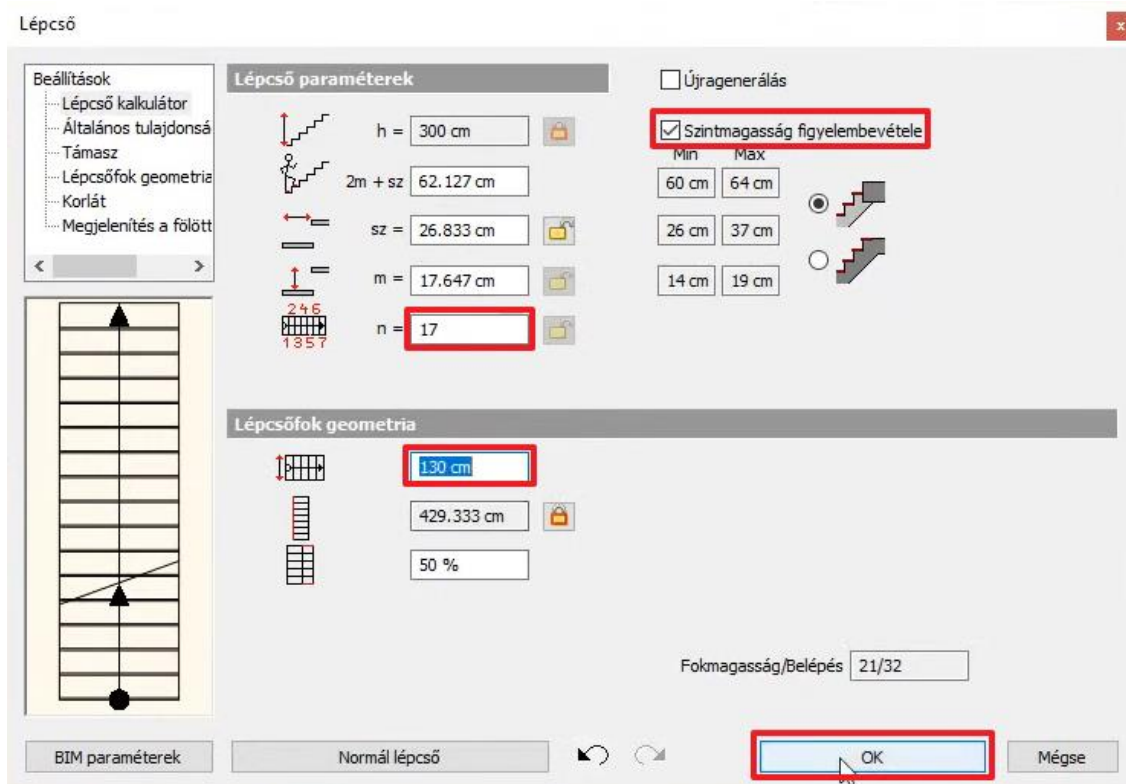 Lépcső
x
Beállítások
Lépcső kalkulátor
Általános tulajdonsá
Támasz
Lépcsőfok geometria
Korlát
Megjelenítés a fölött
Lépcső paraméterek
h = 300 cm
2m + sz 62.127 cm
sz = 26.833 cm
m = 17.647 cm
246
1357
n = 17
Újragenerálás
Szintmagasság figyelembevétele
Min Max
60 cm 64 cm
26 cm 37 cm
14 cm 19 cm
Lépcsőfok geometria
130 cm
429.333 cm
50 %
Fokmagasság/Belépés 21/32
BIM paraméterek
Normál lépcső
OK
Mégse